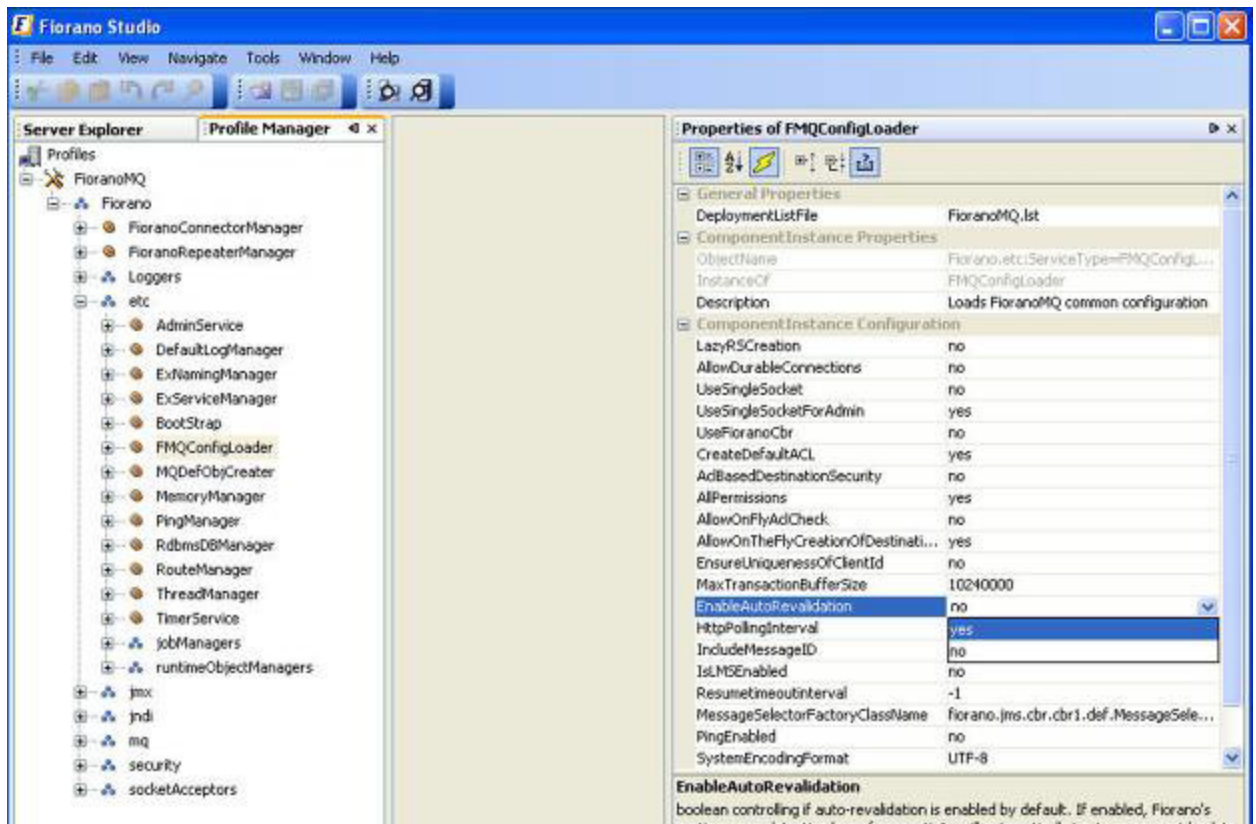 Fiorano Studio
File Edit View Navigate Tools Window Help
Server Explorer
Profile Manager
Profiles
FioranoMQ
Fiorano
FioranoConnectorManager
FioranoRepeaterManager
Loggers
etc
AdminService
DefaultLogManager
ExNamingManager
ExServiceManager
BootStrap
FMQConfigLoader
MQDefObjCreater
MemoryManager
PingManager
RdbmsDBManager
RouteManager
ThreadManager
TimerService
jobManagers
runtimeObjectManagers
jmx
jndi
mq
security
socketAcceptors
Properties of FMQConfigLoader
General Properties
DeploymentListFile FioranoMQ.lst
ComponentInstance Properties
ObjectName Fiorano.etc:ServiceType=FMQConfigL...
InstanceOf FMQConfigLoader
Description Loads FioranoMQ common configuration
ComponentInstance Configuration
LazyRSCreation no
AllowDurableConnections no
UseSingleSocket no
UseSingleSocketForAdmin yes
UseFioranoCbr no
CreateDefaultACL yes
AclBasedDestinationSecurity no
AllPermissions yes
AllowOnFlyAclCheck no
AllowOnTheFlyCreationOfDestinati... yes
EnsureUniquenessOfClientId no
MaxTransactionBufferSize 10240000
EnableAutoRevalidation no
HttpPollingInterval yes
IncludeMessageID no
IsLMSEnabled no
Resumetimeoutinterval -1
MessageSelectorFactoryClassName fiorano.jms.cbr.cbr1.def.MessageSele...
PingEnabled no
SystemEncodingFormat UTF-8
EnableAutoRevalidation
boolean controlling if auto-revalidation is enabled by default. If enabled, Fiorano's